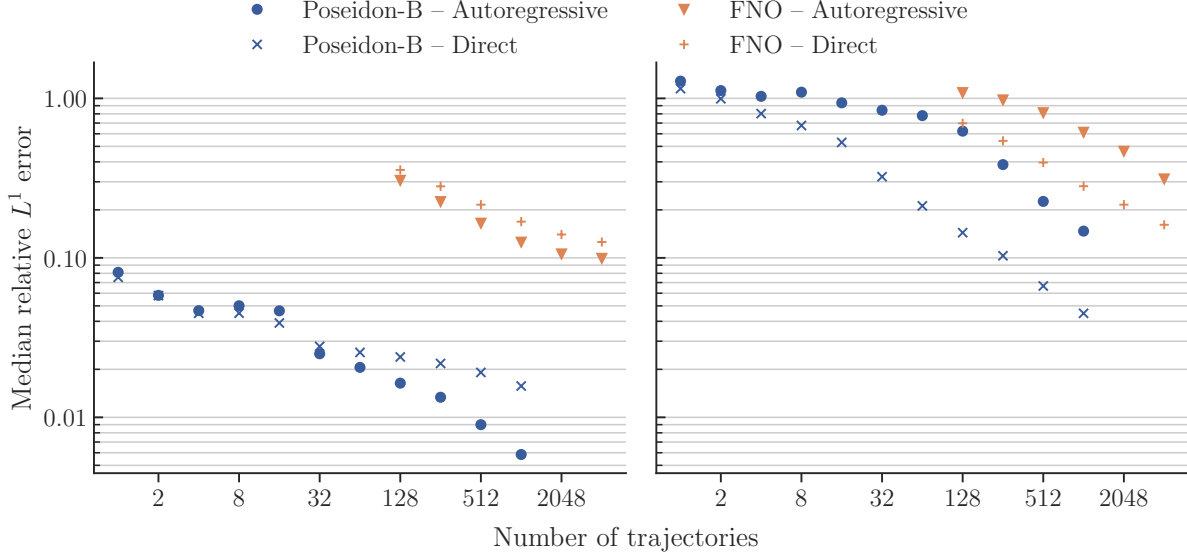 Poseidon-B – Autoregressive
FNO – Autoregressive
Poseidon-B – Direct
FNO – Direct
Median relative L¹ error
1.00
0.10
0.01
2 8 32 128 512 2048
2 8 32 128 512 2048
Number of trajectories